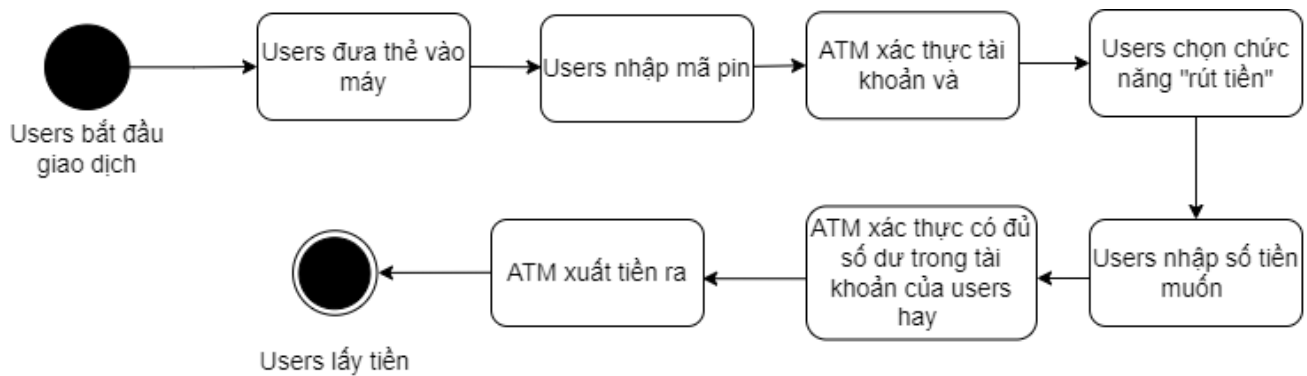 Users bắt đầu
giao dịch
Users đưa thẻ vào
máy
Users nhập mã pin
ATM xác thực tài
khoản và
Users chọn chức
năng "rút tiền"
Users nhập số tiền
muốn
ATM xác thực có đủ
số dư trong tài
khoản của users
hay
ATM xuất tiền ra
Users lấy tiền